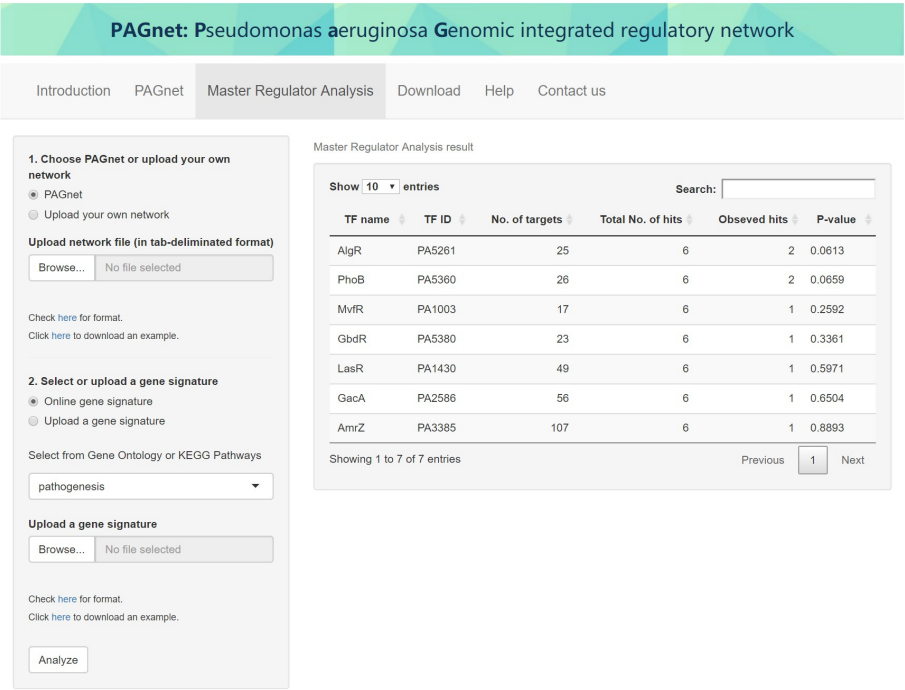 PAGnet: Pseudomonas aeruginosa Genomic integrated regulatory network
Introduction PAGnet Master Regulator Analysis Download Help Contact us
1. Choose PAGnet or upload your own
network
PAGnet
Upload your own network
Upload network file (in tab-deliminated format)
Browse... No file selected
Check here for format.
Click here to download an example.
2. Select or upload a gene signature
Online gene signature
Upload a gene signature
Select from Gene Ontology or KEGG Pathways
pathogenesis
Upload a gene signature
Browse... No file selected
Check here for format.
Click here to download an example.
Analyze
Master Regulator Analysis result
Show 10 entries Search:
TF name TF ID No. of targets Total No. of hits Obseved hits P-value
AlgR PA5261 25 6 2 0.0613
PhoB PA5360 26 6 2 0.0659
MvfR PA1003 17 6 1 0.2592
GbdR PA5380 23 6 1 0.3361
LasR PA1430 49 6 1 0.5971
GacA PA2586 56 6 1 0.6504
AmrZ PA3385 107 6 1 0.8893
Showing 1 to 7 of 7 entries Previous 1 Next